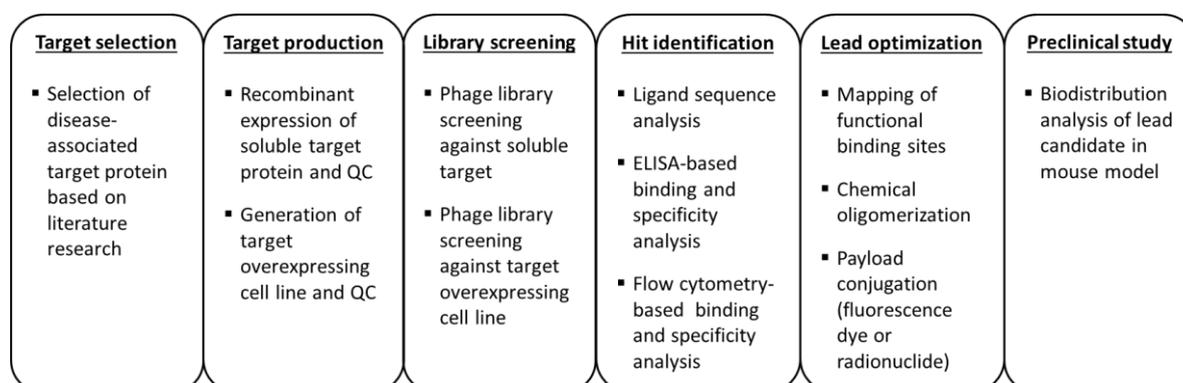 Target selection
▪ Selection of
disease-
associated
target protein
based on
literature
research
Target production
▪ Recombinant
expression of
soluble target
protein and QC
▪ Generation of
target
overexpressing
cell line and QC
Library screening
▪ Phage library
screening
against soluble
target
▪ Phage library
screening
against target
overexpressing
cell line
Hit identification
▪ Ligand sequence
analysis
▪ ELISA-based
binding and
specificity
analysis
▪ Flow cytometry-
based binding
and specificity
analysis
Lead optimization
▪ Mapping of
functional
binding sites
▪ Chemical
oligomerization
▪ Payload
conjugation
(fluorescence
dye or
radionuclide)
Preclinical study
▪ Biodistribution
analysis of lead
candidate in
mouse model